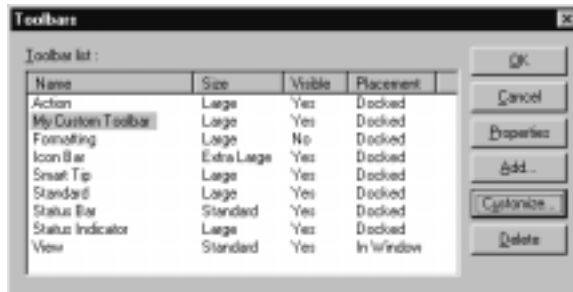 Toolbars
Toolbar list :
Name Size Visible Placement
Action Large Yes Docked
My Custom Toolbar Large Yes Docked
Formatting Large No Docked
Icon Bar Extra Large Yes Docked
Smart Tip Large Yes Docked
Standard Large Yes Docked
Status Bar Standard Yes Docked
Status Indicator Large Yes Docked
View Standard Yes In Window
OK
Cancel
Properties
Add...
Customize...
Delete